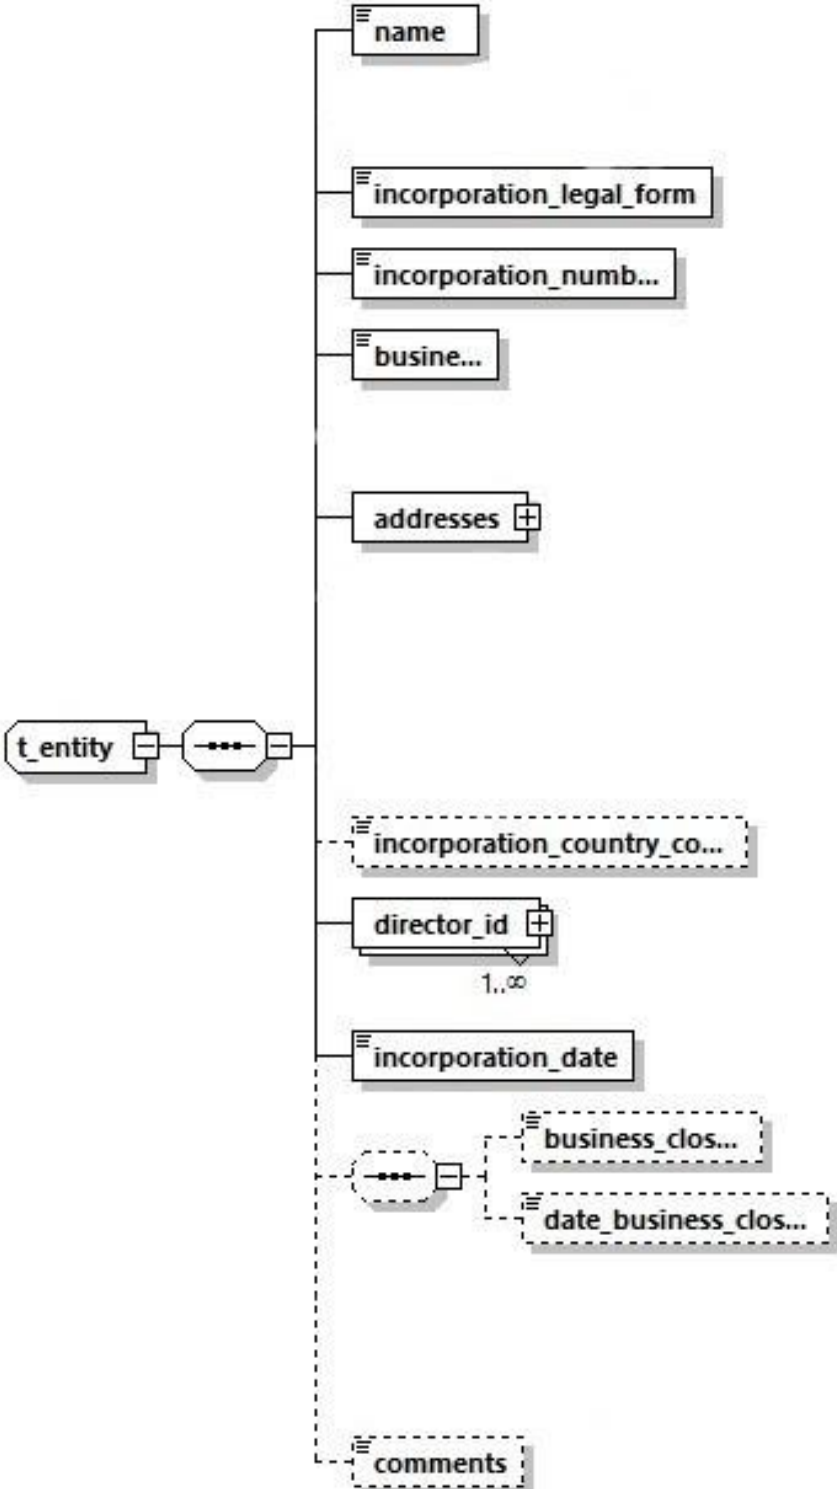 name
incorporation_legal_form
incorporation_numb...
busine...
addresses
t_entity
incorporation_country_co...
director_id
1..∞
incorporation_date
business_clos...
date_business_clos...
comments